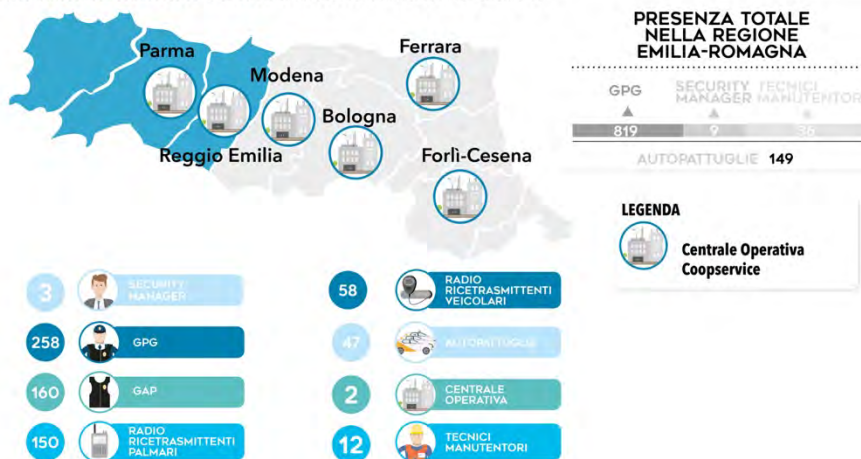 Parma
Modena
Ferrara
Bologna
Reggio Emilia
Forlì-Cesena
PRESENZA TOTALE
NELLA REGIONE
EMILIA-ROMAGNA
GPG
SECURITY
MANAGER
TECNICI
MANUTENTORI
819
9
36
AUTOPATTUGLIE 149
LEGENDA
Centrale Operativa
Coopservice
3
SECURITY
MANAGER
258
GPG
160
GAP
150
RADIO
RICETRASMITTENTI
PALMARI
58
RADIO
RICETRASMITTENTI
VEICOLARI
47
AUTOPATTUGLIE
2
CENTRALE
OPERATIVA
12
TECNICI
MANUTENTORI